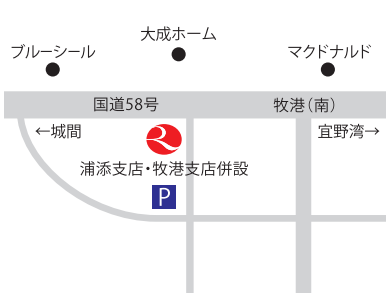 大成ホーム
ブルーシール
マクドナルド
国道58号
牧港（南）
←城間
宜野湾→
浦添支店・牧港支店併設
P